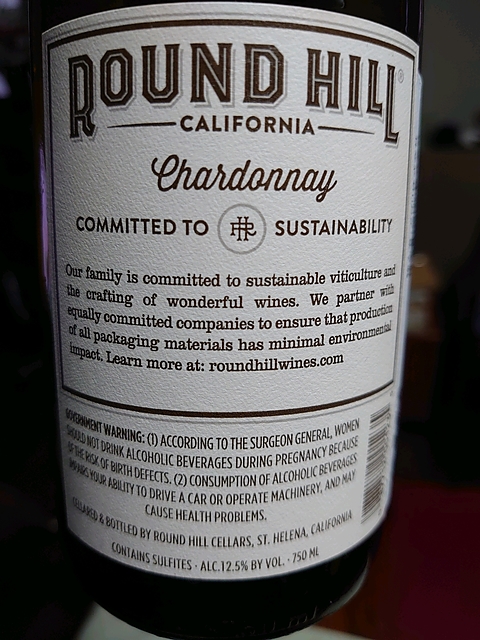 ROUND HILL®
CALIFORNIA
Chardonnay
COMMITTED TO HR SUSTAINABILITY
Our family is committed to sustainable viticulture and
the crafting of wonderful wines. We partner with
equally committed companies to ensure that production
of all packaging materials has minimal environmental
impact. Learn more at: roundhillwines.com
GOVERNMENT WARNING: (1) ACCORDING TO THE SURGEON GENERAL, WOMEN
SHOULD NOT DRINK ALCOHOLIC BEVERAGES DURING PREGNANCY BECAUSE
OF THE RISK OF BIRTH DEFECTS. (2) CONSUMPTION OF ALCOHOLIC BEVERAGES
IMPAIRS YOUR ABILITY TO DRIVE A CAR OR OPERATE MACHINERY, AND MAY
CAUSE HEALTH PROBLEMS.
CELLARED & BOTTLED BY ROUND HILL CELLARS, ST. HELENA, CALIFORNIA
CONTAINS SULFITES · ALC.12.5% BY VOL. · 750 ML